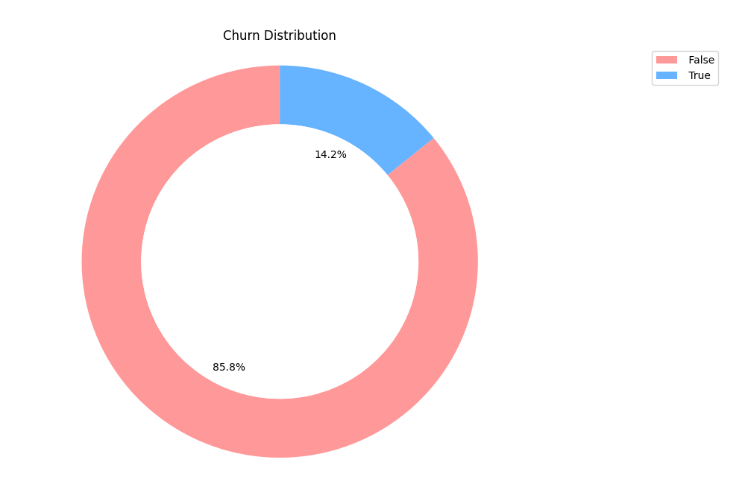 Churn Distribution
False
True
14.2%
85.8%